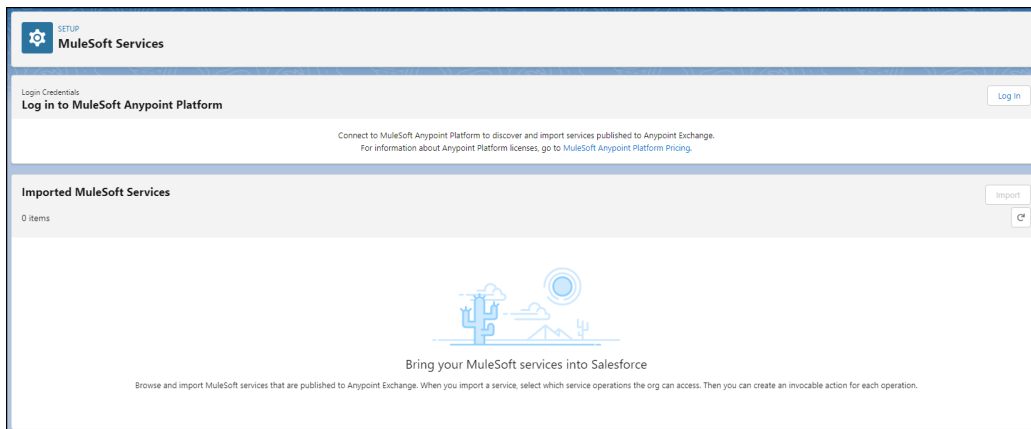 SETUP
MuleSoft Services
Login Credentials
Log in to MuleSoft Anypoint Platform
Log In
Connect to MuleSoft Anypoint Platform to discover and import services published to Anypoint Exchange.
For information about Anypoint Platform licenses, go to MuleSoft Anypoint Platform Pricing.
Imported MuleSoft Services
Import
0 items
Bring your MuleSoft services into Salesforce
Browse and import MuleSoft services that are published to Anypoint Exchange. When you import a service, select which service operations the org can access. Then you can create an invocable action for each operation.